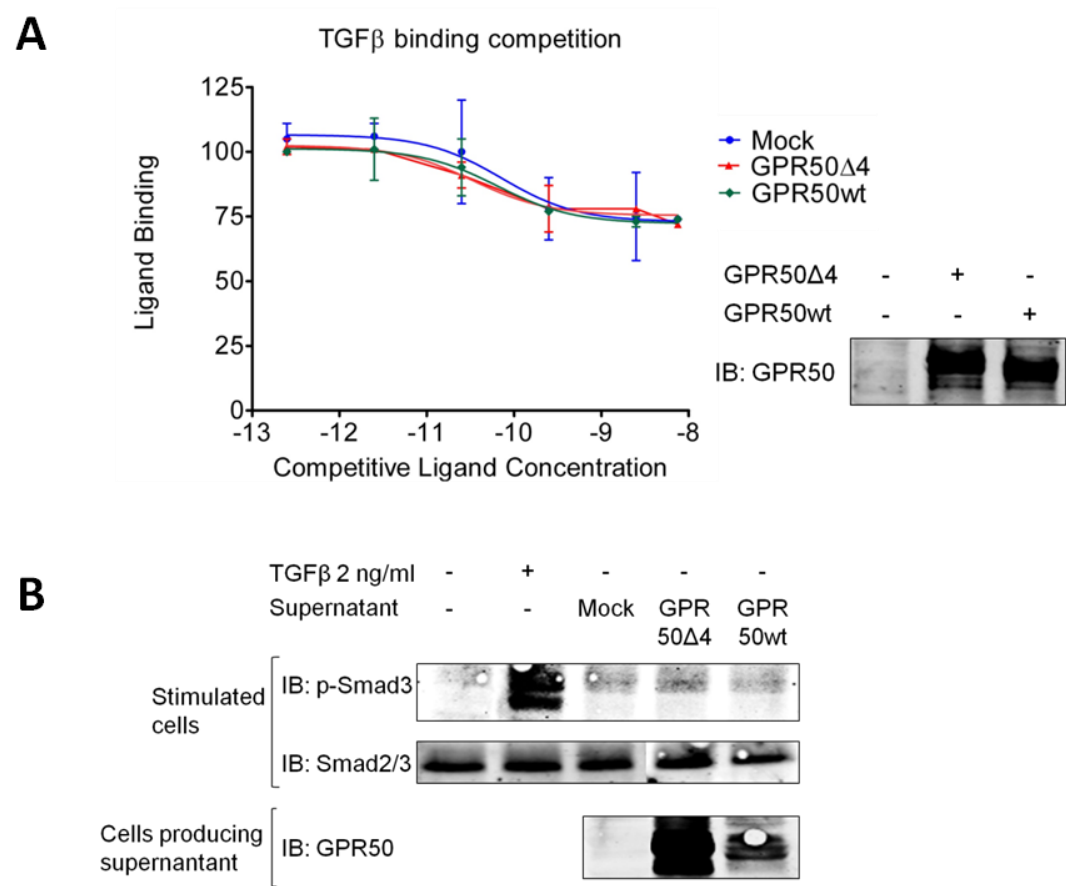 A
TGFβ binding competition
Ligand Binding
125
100
75
50
25
0
-13 -12 -11 -10 -9 -8
Competitive Ligand Concentration
Mock
GPR50Δ4
GPR50wt
GPR50Δ4 - + -
GPR50wt - - +
IB: GPR50
B
TGFβ 2 ng/ml - + - - -
Supernatant - - Mock GPR GPR
50Δ4 50wt
Stimulated
cells
IB: p-Smad3
IB: Smad2/3
Cells producing
supernantant
IB: GPR50